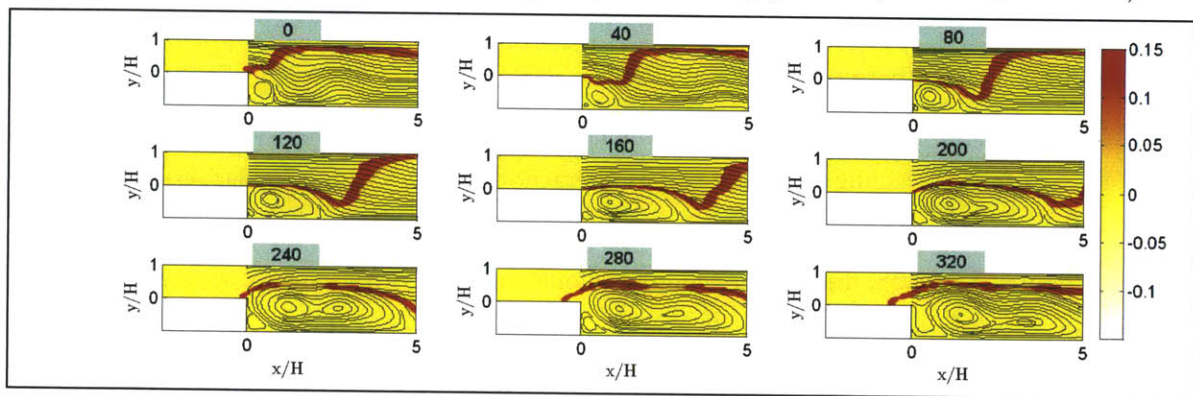 0 40 80
1 1 1 0.15
y/H y/H y/H
0 0 0 0.1
0 5 0 5 0 5
120 160 200 0.05
1 1 1
y/H y/H y/H 0
0 0 0
0 5 0 5 0 5 -0.05
240 280 320
1 1 1
y/H y/H y/H -0.1
0 0 0
0 5 0 5 0 5
x/H x/H x/H